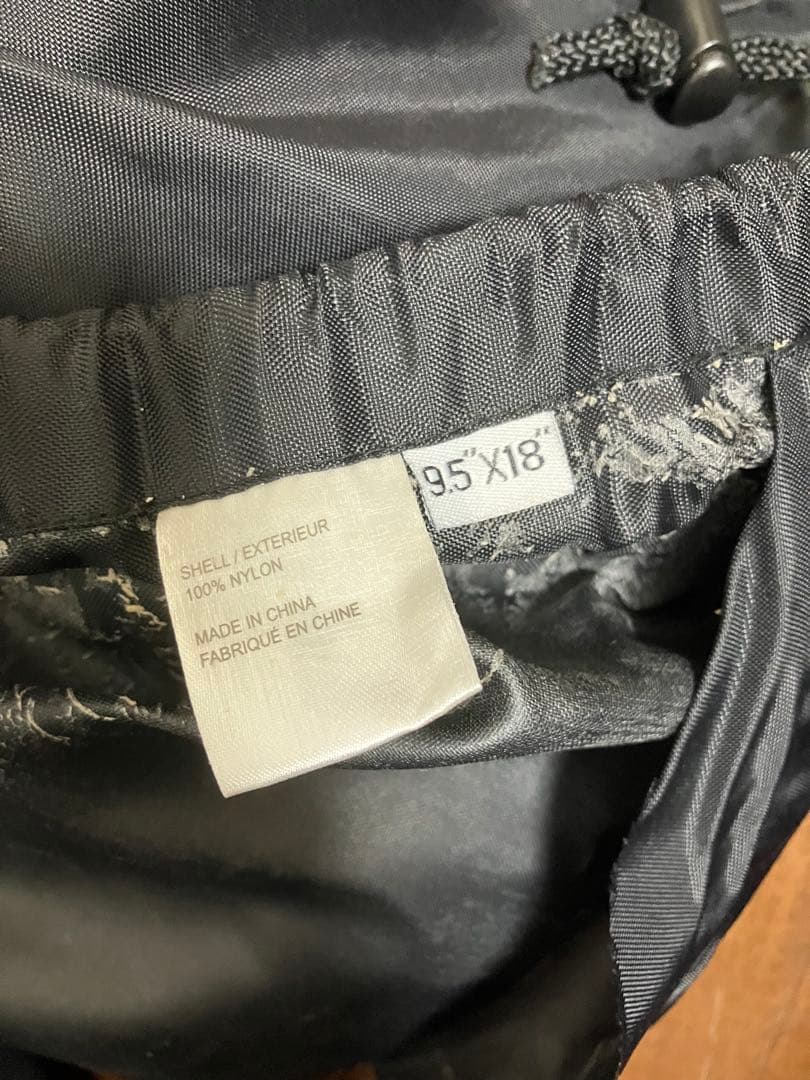 SHELL / EXTERIEUR
100% NYLON
MADE IN CHINA
FABRIQUÉ EN CHINE
9.5"X18"